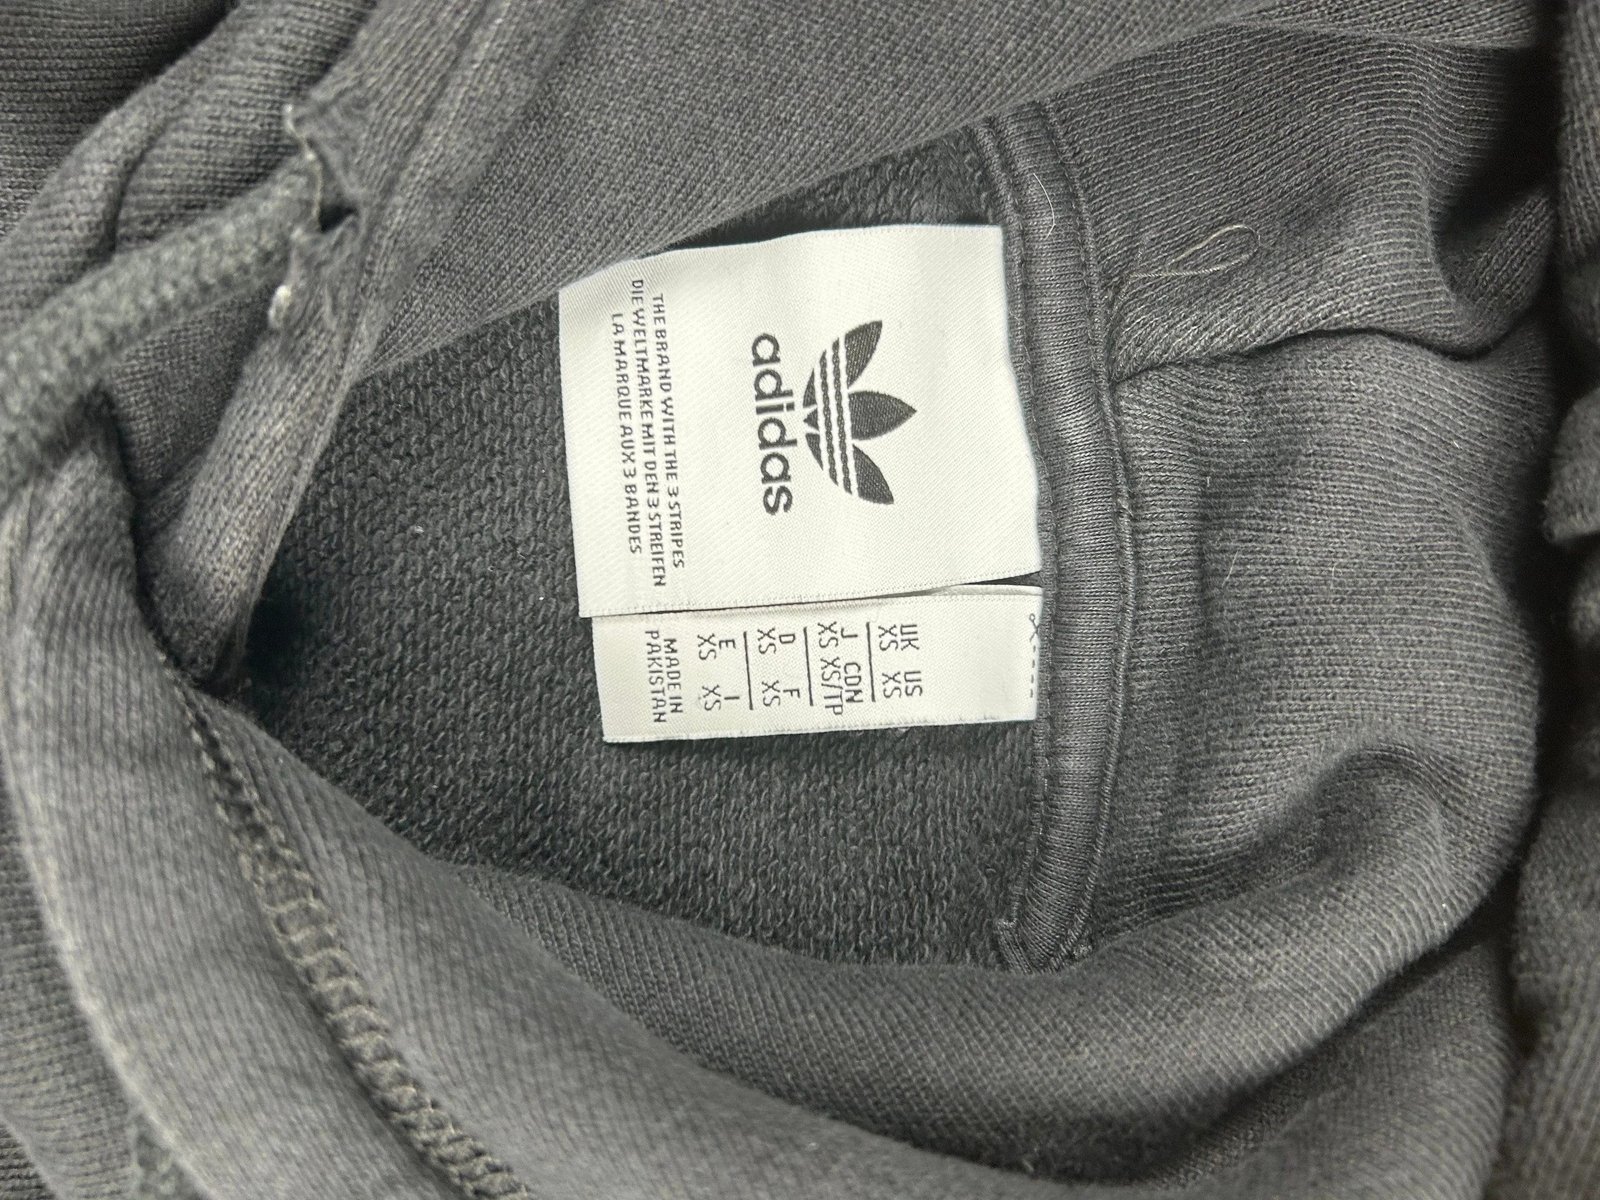 adidas
THE BRAND WITH THE 3 STRIPES
DIE WELTMARKE MIT DEN 3 STREIFEN
LA MARQUE AUX 3 BANDES
UK US
XS XS
J CDN
XS XS/TP
D F
XS XS
E I
XS XS
MADE IN
PAKISTAN